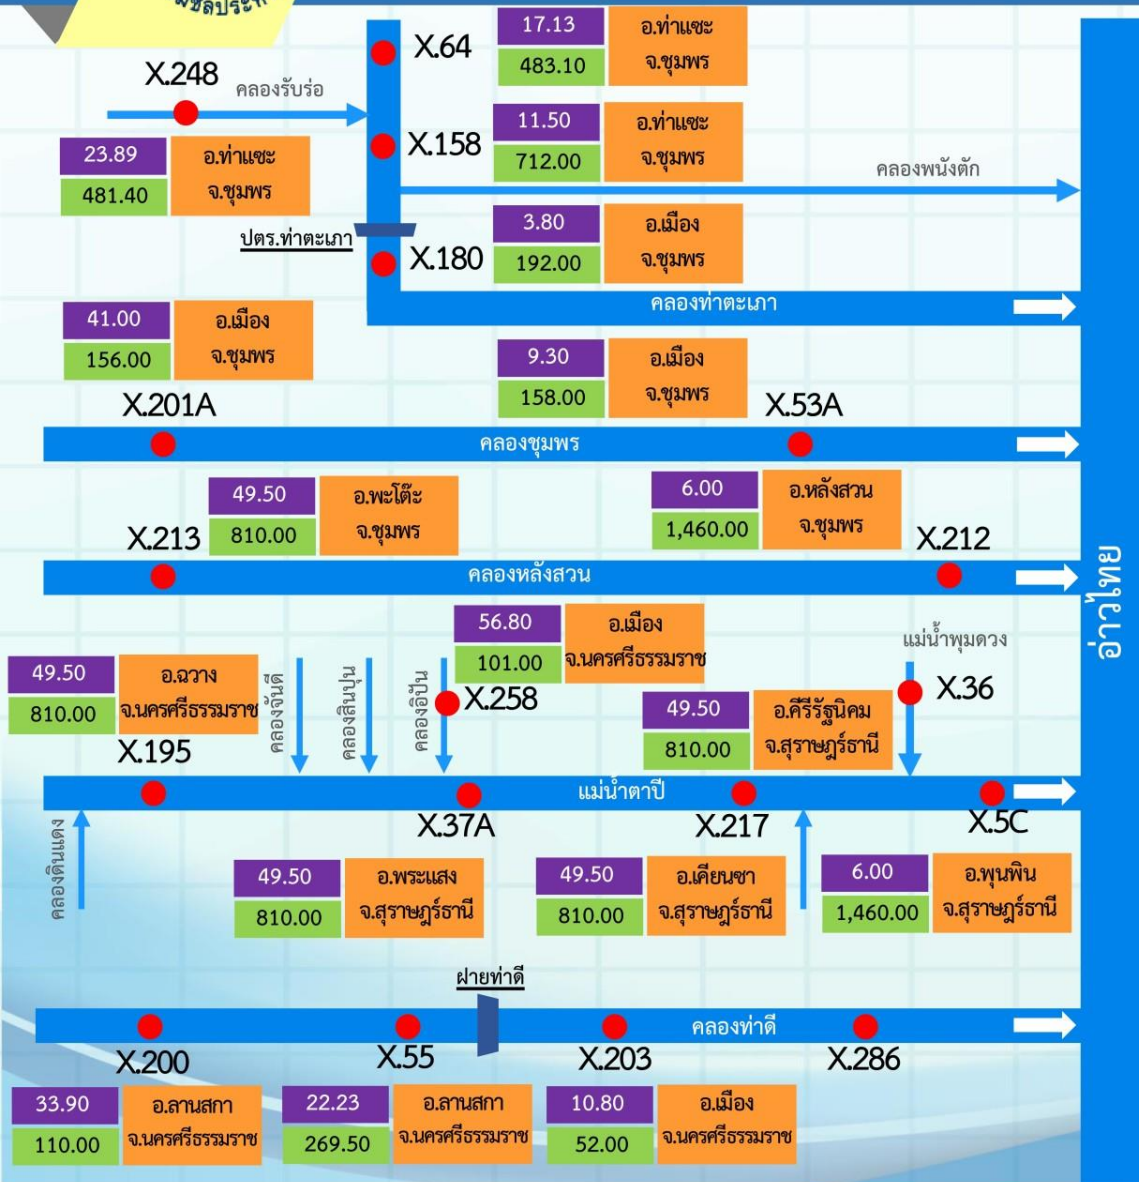 X.64
17.13
483.10
อ.ท่าแซะ
จ.ชุมพร
X.248
คลองรับร่อ
23.89
481.40
อ.ท่าแซะ
จ.ชุมพร
X.158
11.50
712.00
อ.ท่าแซะ
จ.ชุมพร
คลองพนังตัก
ปตร.ท่าตะเภา
X.180
3.80
192.00
อ.เมือง
จ.ชุมพร
คลองท่าตะเภา
41.00
156.00
อ.เมือง
จ.ชุมพร
X.201A
9.30
158.00
อ.เมือง
จ.ชุมพร
X.53A
คลองชุมพร
X.213
49.50
810.00
อ.พะโต๊ะ
จ.ชุมพร
6.00
1,460.00
อ.หลังสวน
จ.ชุมพร
X.212
คลองหลังสวน
อ่าวไทย
49.50
810.00
อ.ฉวาง
จ.นครศรีธรรมราช
X.195
คลองจันดี
คลองสินปุน
คลองอิปัน
56.80
101.00
อ.เมือง
จ.นครศรีธรรมราช
X.258
49.50
810.00
อ.คีรีรัฐนิคม
จ.สุราษฎร์ธานี
แม่น้ำพุมดวง
X.36
แม่น้ำตาปี
X.37A
X.217
X.5C
คลองดินแดง
49.50
810.00
อ.พระแสง
จ.สุราษฎร์ธานี
49.50
810.00
อ.เคียนซา
จ.สุราษฎร์ธานี
6.00
1,460.00
อ.พุนพิน
จ.สุราษฎร์ธานี
ฝายท่าดี
คลองท่าดี
X.200
X.55
X.203
X.286
33.90
110.00
อ.ลานสกา
จ.นครศรีธรรมราช
22.23
269.50
อ.ลานสกา
จ.นครศรีธรรมราช
10.80
52.00
อ.เมือง
จ.นครศรีธรรมราช